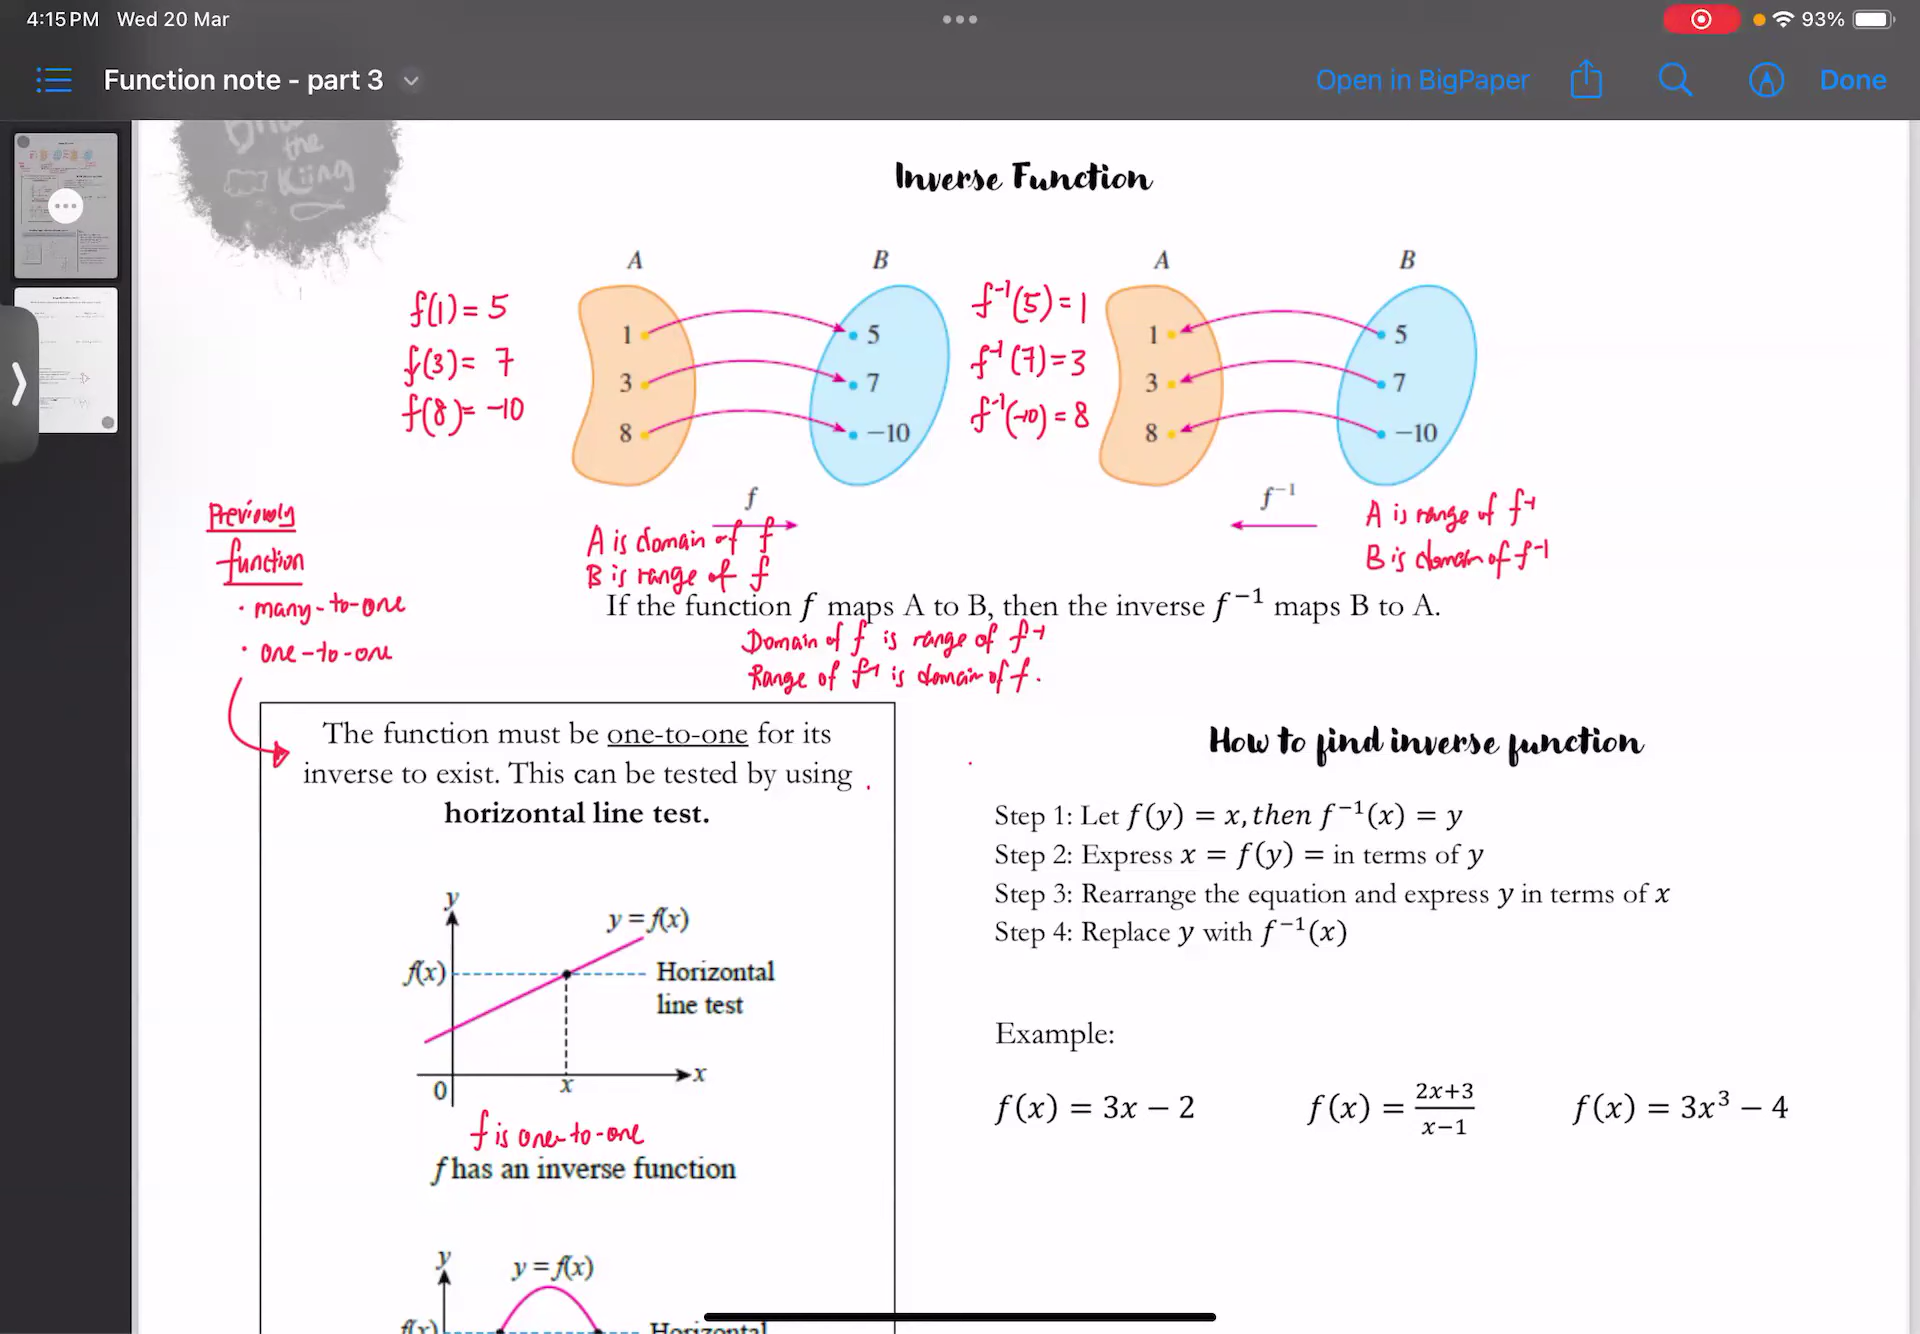 4:15 PM Wed 20 Mar
93%
Function note - part 3
Open in BigPaper
Done
the
Kiing
Inverse Function
A
B
A
B
f(1) = 5
f(3) = 7
f(8) = -10
1
3
8
5
7
-10
f⁻¹(5) = 1
f⁻¹(7) = 3
f⁻¹(-10) = 8
1
3
8
5
7
-10
f
f⁻¹
A is domain of f
B is range of f
A is range of f⁻¹
B is domain of f⁻¹
Previously
function
• many-to-one
• one-to-one
If the function f maps A to B, then the inverse f⁻¹ maps B to A.
Domain of f is range of f⁻¹
Range of f⁻¹ is domain of f.
The function must be one-to-one for its
inverse to exist. This can be tested by using
horizontal line test.
y
y = f(x)
f(x)
Horizontal
line test
0
x
x
f is one-to-one
f has an inverse function
y
y = f(x)
f(x)
Horizontal
How to find inverse function
Step 1: Let f(y) = x, then f⁻¹(x) = y
Step 2: Express x = f(y) = in terms of y
Step 3: Rearrange the equation and express y in terms of x
Step 4: Replace y with f⁻¹(x)
Example:
f(x) = 3x − 2
f(x) = 2x+3/x−1
f(x) = 3x³ − 4